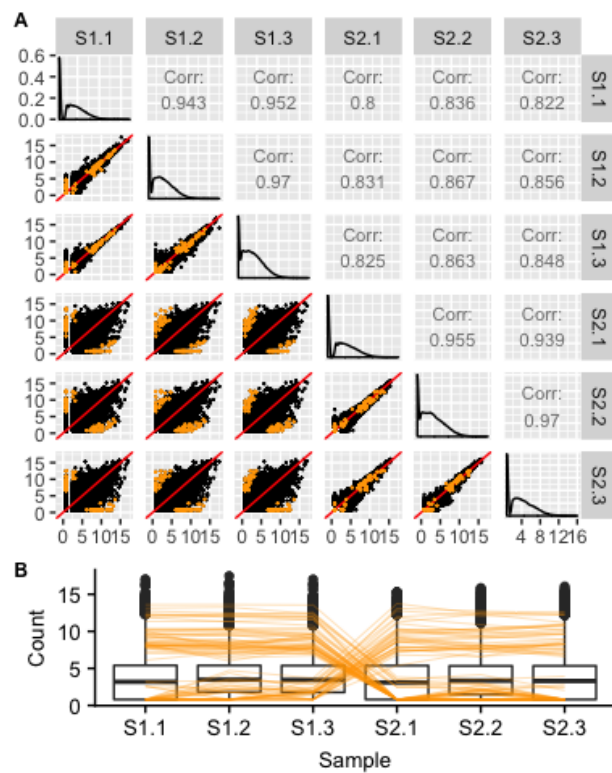 A
S1.1 S1.2 S1.3 S2.1 S2.2 S2.3
0.6
0.4
0.2
0.0
Corr: Corr: Corr: Corr: Corr:
0.943 0.952 0.8 0.836 0.822
S1.1
15
10
5
0
Corr: Corr: Corr: Corr:
0.97 0.831 0.867 0.856
S1.2
15
10
5
0
Corr: Corr: Corr:
0.825 0.863 0.848
S1.3
15
10
5
0
Corr: Corr:
0.955 0.939
S2.1
15
10
5
0
Corr:
0.97
S2.2
15
10
5
0
S2.3
0 5 1015 0 5 1015 0 5 1015 0 5 1015 0 5 1015 4 8 1216
B
Count
15
10
5
0
S1.1 S1.2 S1.3 S2.1 S2.2 S2.3
Sample